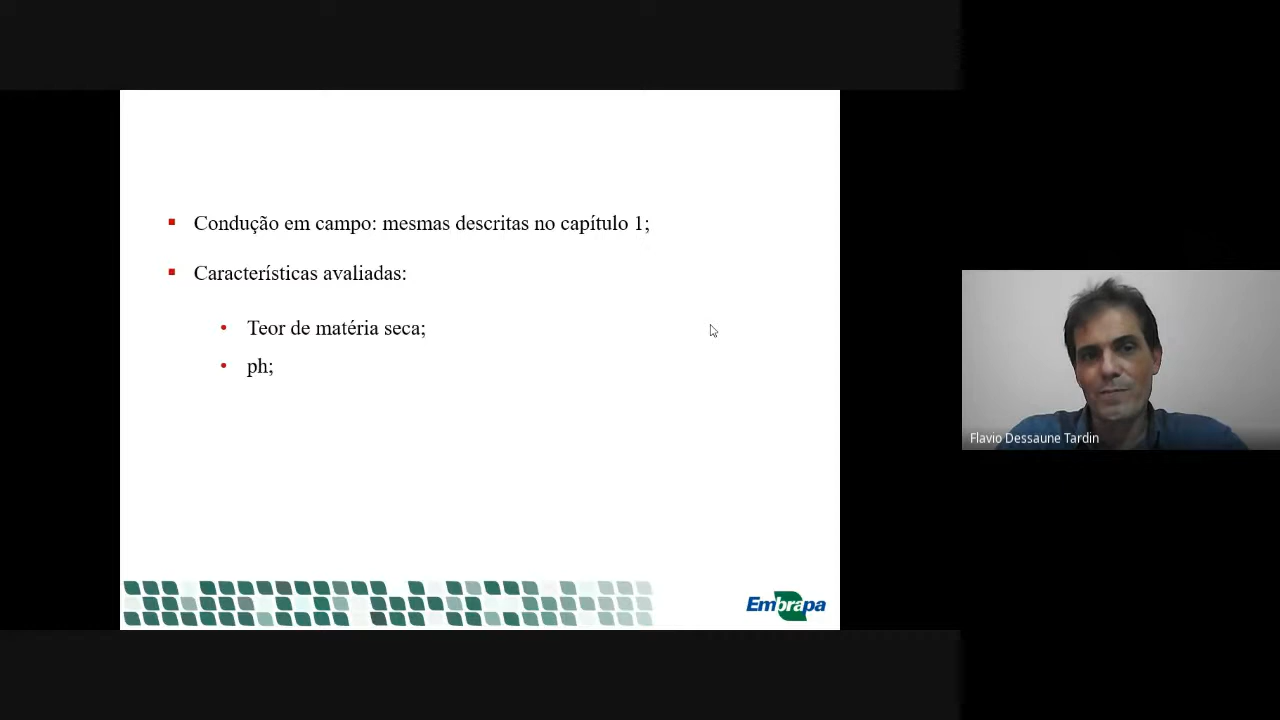 Condução em campo: mesmas descritas no capítulo 1;
Características avaliadas:
Teor de matéria seca;
ph;
Flavio Dessaune Tardin
Embrapa